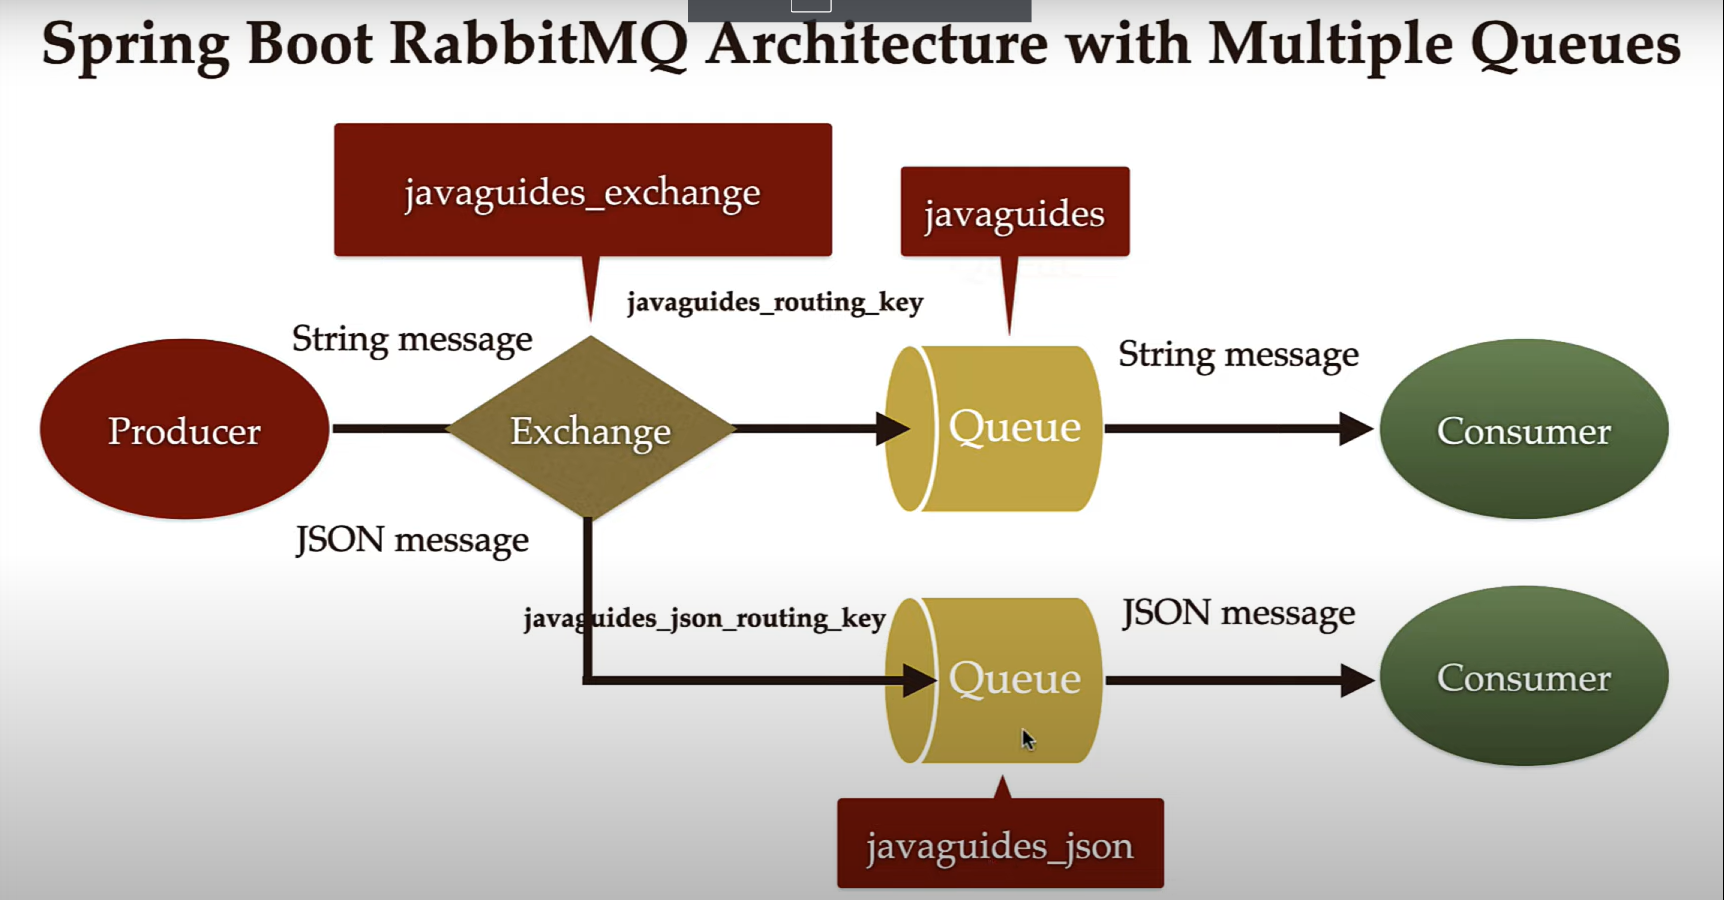 Spring Boot RabbitMQ Architecture with Multiple Queues
javaguides_exchange
javaguides
javaguides_routing_key
String message
String message
Producer
Exchange
Queue
Consumer
JSON message
javaguides_json_routing_key
JSON message
Queue
Consumer
javaguides_json